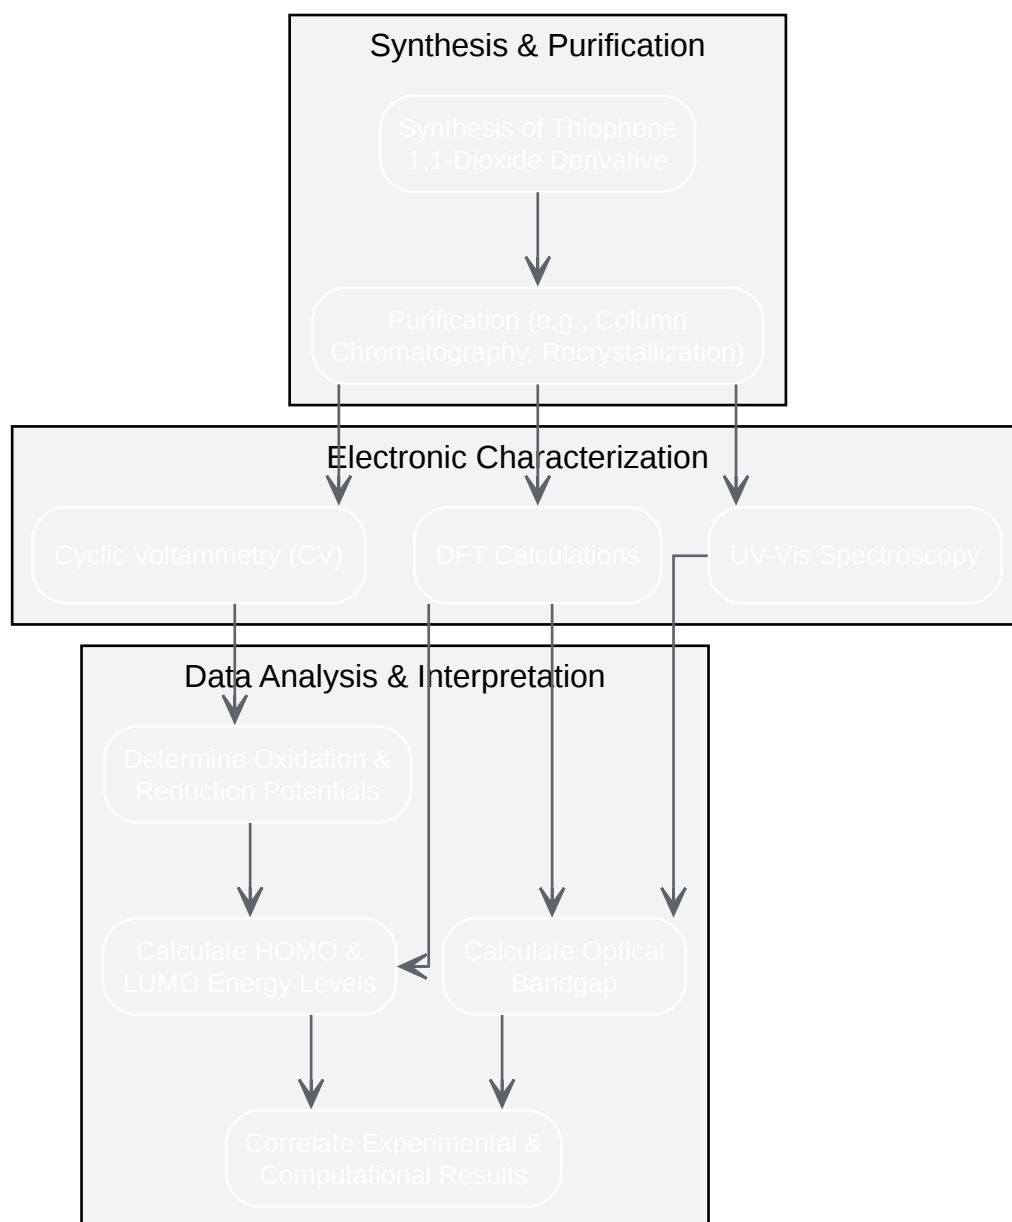 Synthesis & Purification
Synthesis of Thiophene
1,1-Dioxide Derivative
Purification (e.g., Column
Chromatography, Recrystallization)
Electronic Characterization
Cyclic Voltammetry (CV)
DFT Calculations
UV-Vis Spectroscopy
Data Analysis & Interpretation
Determine Oxidation &
Reduction Potentials
Calculate HOMO &
LUMO Energy Levels
Calculate Optical
Bandgap
Correlate Experimental &
Computational Results